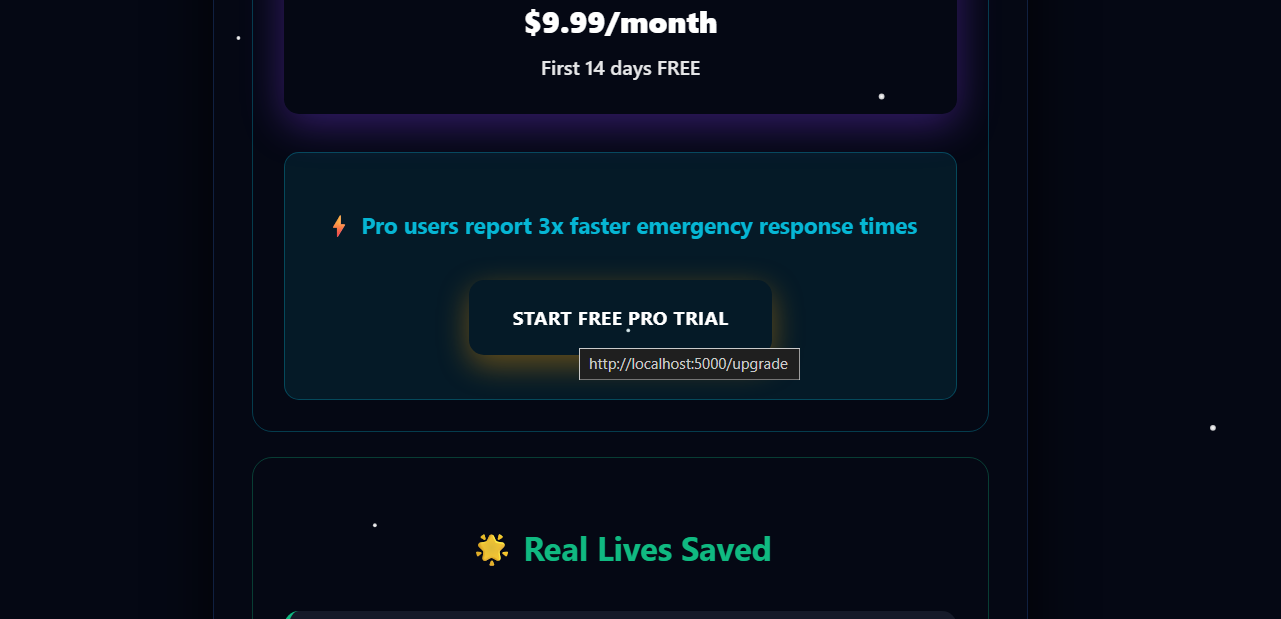 $9.99/month
First 14 days FREE
⚡ Pro users report 3x faster emergency response times
START FREE PRO TRIAL
http://localhost:5000/upgrade
🌟 Real Lives Saved